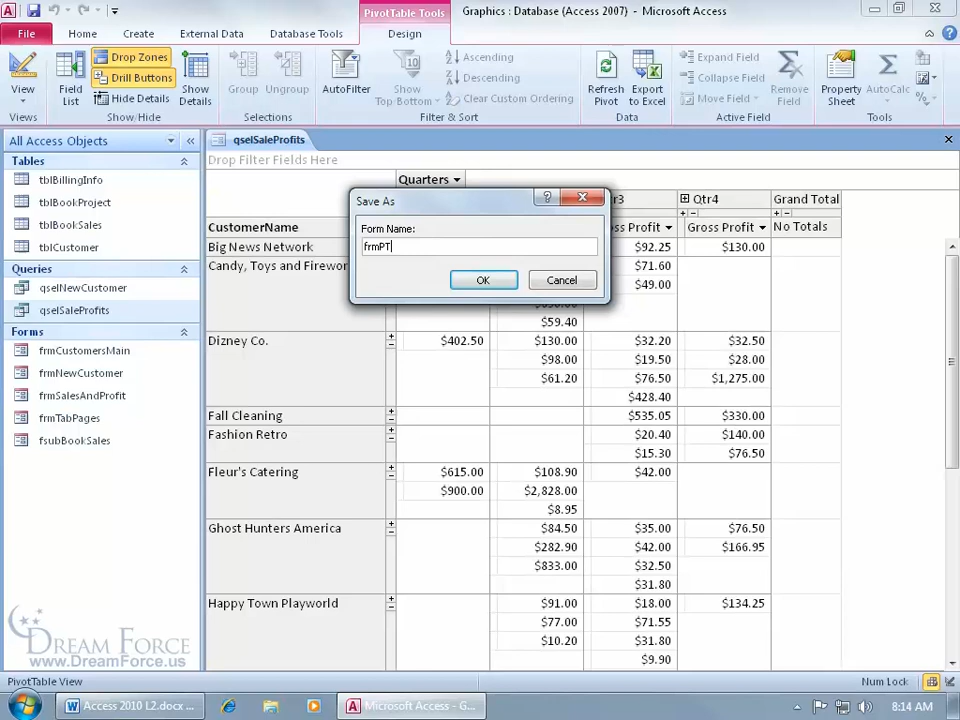 PivotTable Tools
Graphics : Database (Access 2007) - Microsoft Access
File
Home
Create
External Data
Database Tools
Design
View
Views
Field List
Drop Zones
Drill Buttons
Hide Details
Show Details
Show/Hide
Group
Ungroup
Selections
AutoFilter
Show Top/Bottom
Ascending
Descending
Clear Custom Ordering
Filter & Sort
Refresh Pivot
Export to Excel
Data
Expand Field
Collapse Field
Move Field
Remove Field
Active Field
Property Sheet
AutoCalc
Tools
All Access Objects
Tables
tblBillingInfo
tblBookProject
tblBookSales
tblCustomer
Queries
qselNewCustomer
qselSaleProfits
Forms
frmCustomersMain
frmNewCustomer
frmSalesAndProfit
frmTabPages
fsubBookSales
DREAM FORCE
www.DreamForce.us
qselSaleProfits
Drop Filter Fields Here
Quarters
Qtr4
Grand Total
CustomerName
Gross Profit
No Totals
Save As
Form Name:
frmPT
OK
Cancel
Big News Network $92.25 $130.00
Candy, Toys and Firewor $71.60
$49.00
$59.40
Dizney Co. $402.50 $130.00 $32.20 $32.50
$98.00 $19.50 $28.00
$61.20 $76.50 $1,275.00
$428.40
Fall Cleaning $535.05 $330.00
Fashion Retro $20.40 $140.00
$15.30 $76.50
Fleur's Catering $615.00 $108.90 $42.00
$900.00 $2,828.00
$8.95
Ghost Hunters America $84.50 $35.00 $76.50
$282.90 $42.00 $166.95
$833.00 $32.50
$31.80
Happy Town Playworld $91.00 $18.00 $134.25
$77.00 $71.55
$10.20 $31.80
$9.90
PivotTable View
Num Lock
Access 2010 L2.docx ...
Microsoft Access - G...
8:14 AM